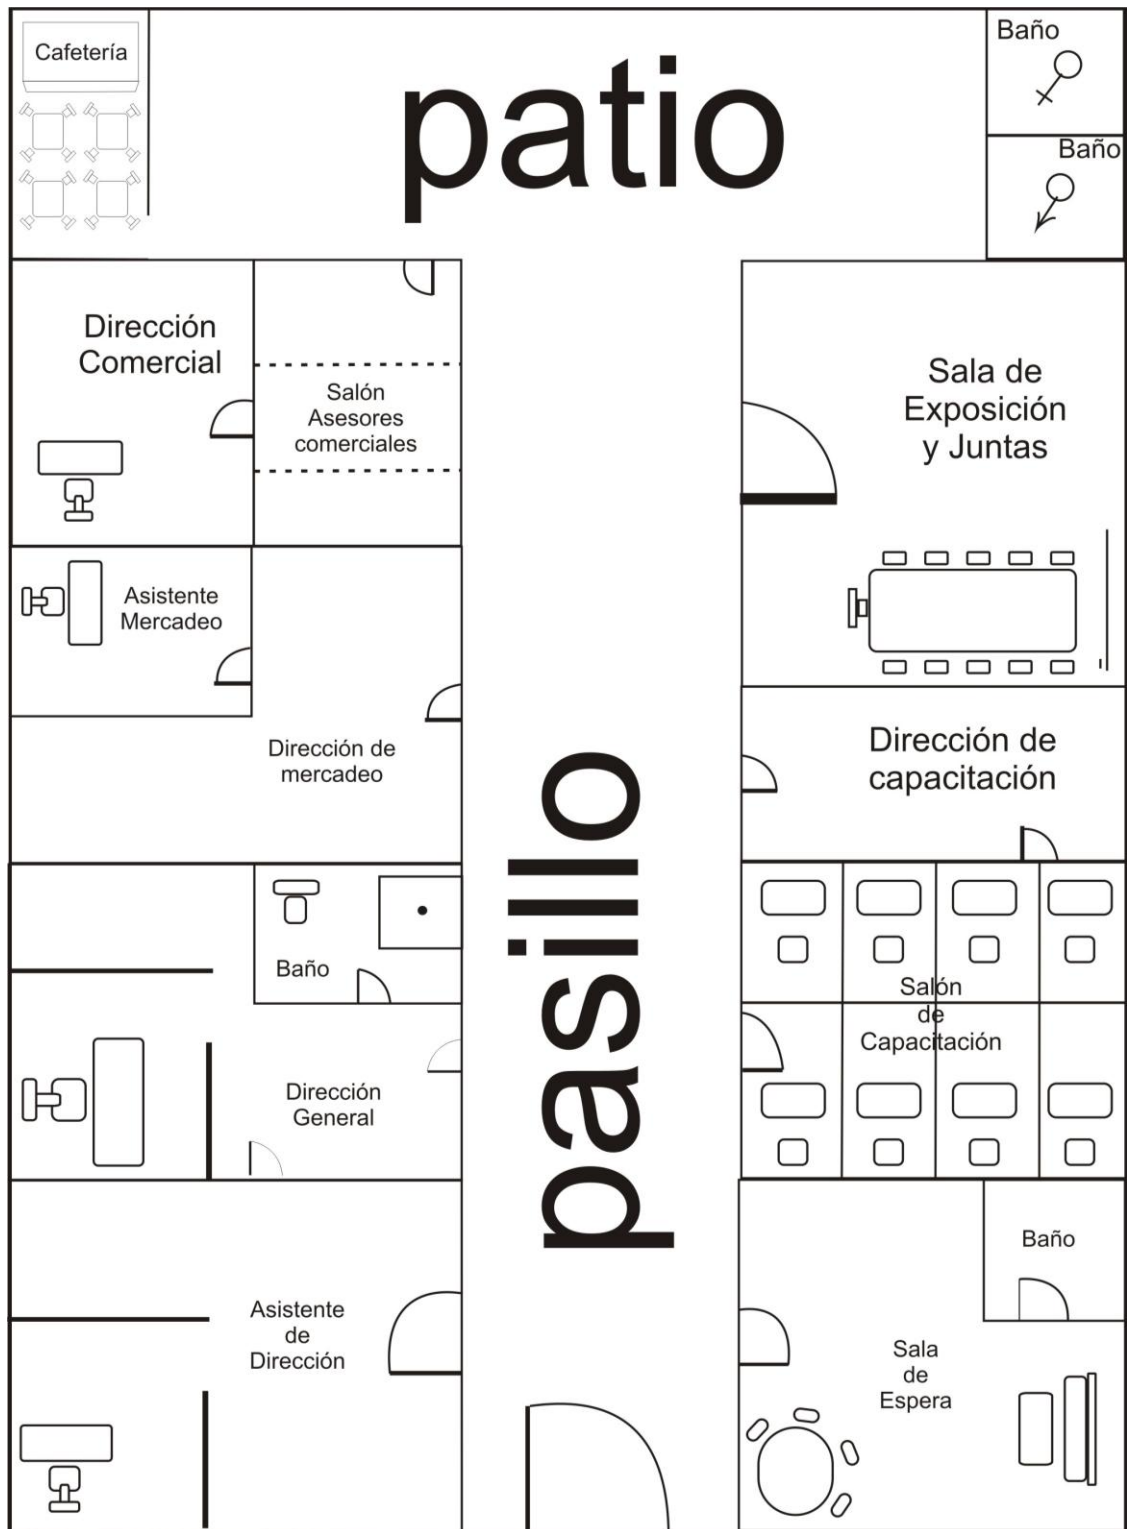 Cafetería
patio
Baño
Baño
Dirección
Comercial
Salón
Asesores
comerciales
Sala de
Exposición
y Juntas
Asistente
Mercadeo
Dirección de
mercadeo
Dirección de
capacitación
pasillo
Baño
Salón
de
Capacitación
Dirección
General
Baño
Asistente
de
Dirección
Sala
de
Espera